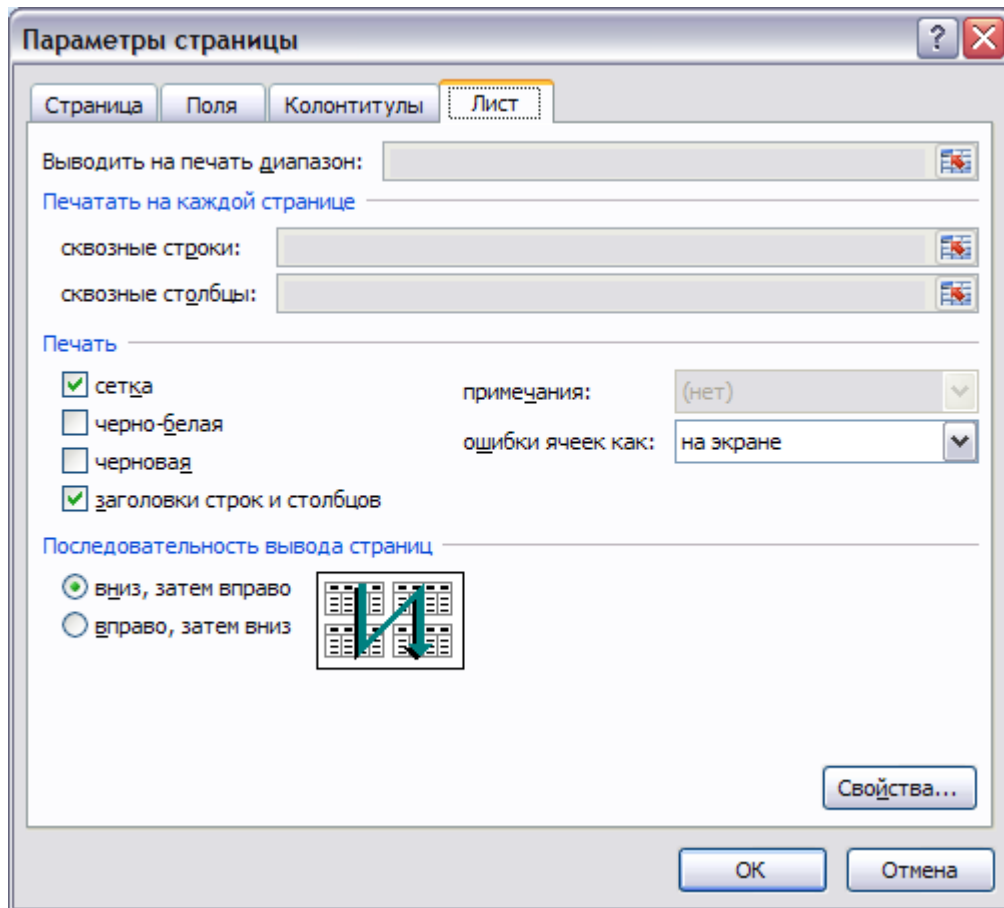 Параметры страницы
Страница Поля Колонтитулы Лист
Выводить на печать диапазон:
Печатать на каждой странице
сквозные строки:
сквозные столбцы:
Печать
сетка
примечания: (нет)
черно-белая
ошибки ячеек как: на экране
черновая
заголовки строк и столбцов
Последовательность вывода страниц
вниз, затем вправо
вправо, затем вниз
Свойства...
ОК Отмена